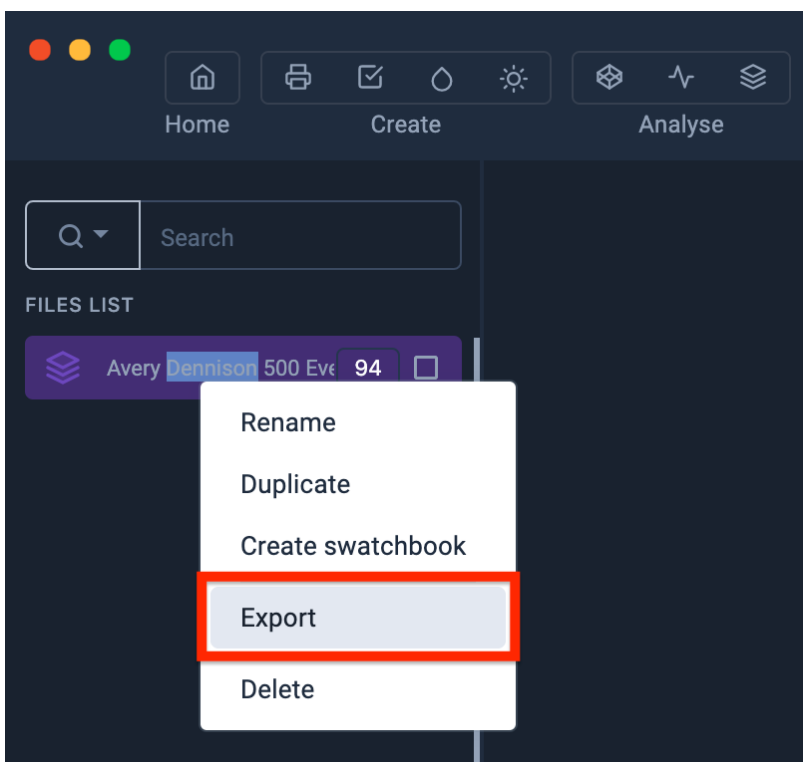 Home
Create
Analyse
Search
FILES LIST
Avery Dennison 500 Eve 94
Rename
Duplicate
Create swatchbook
Export
Delete